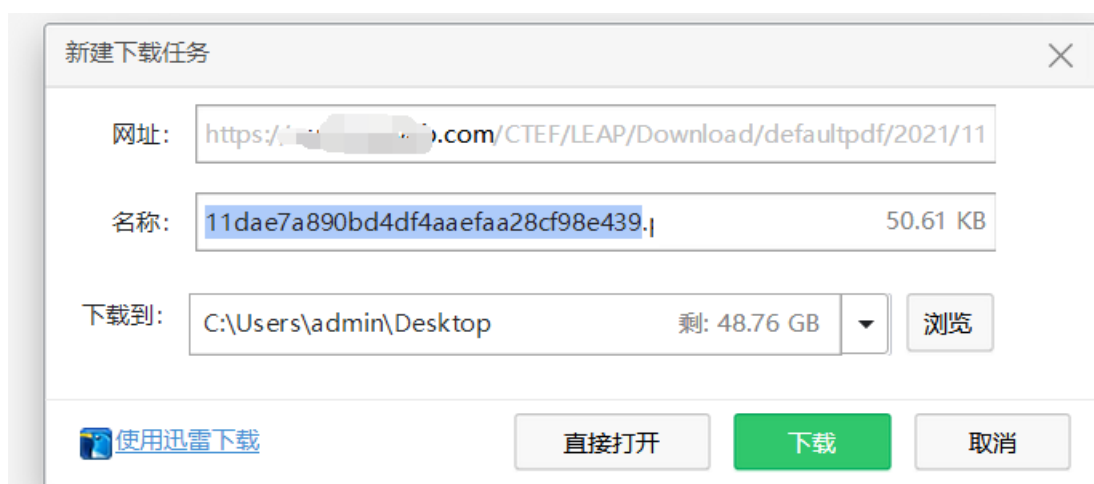 新建下载任务
网址: https:/ .com/CTEF/LEAP/Download/defaultpdf/2021/11
名称: 11dae7a890bd4df4aaefaa28cf98e439.p 50.61 KB
下载到: C:\Users\admin\Desktop 剩: 48.76 GB 浏览
使用迅雷下载 直接打开 下载 取消